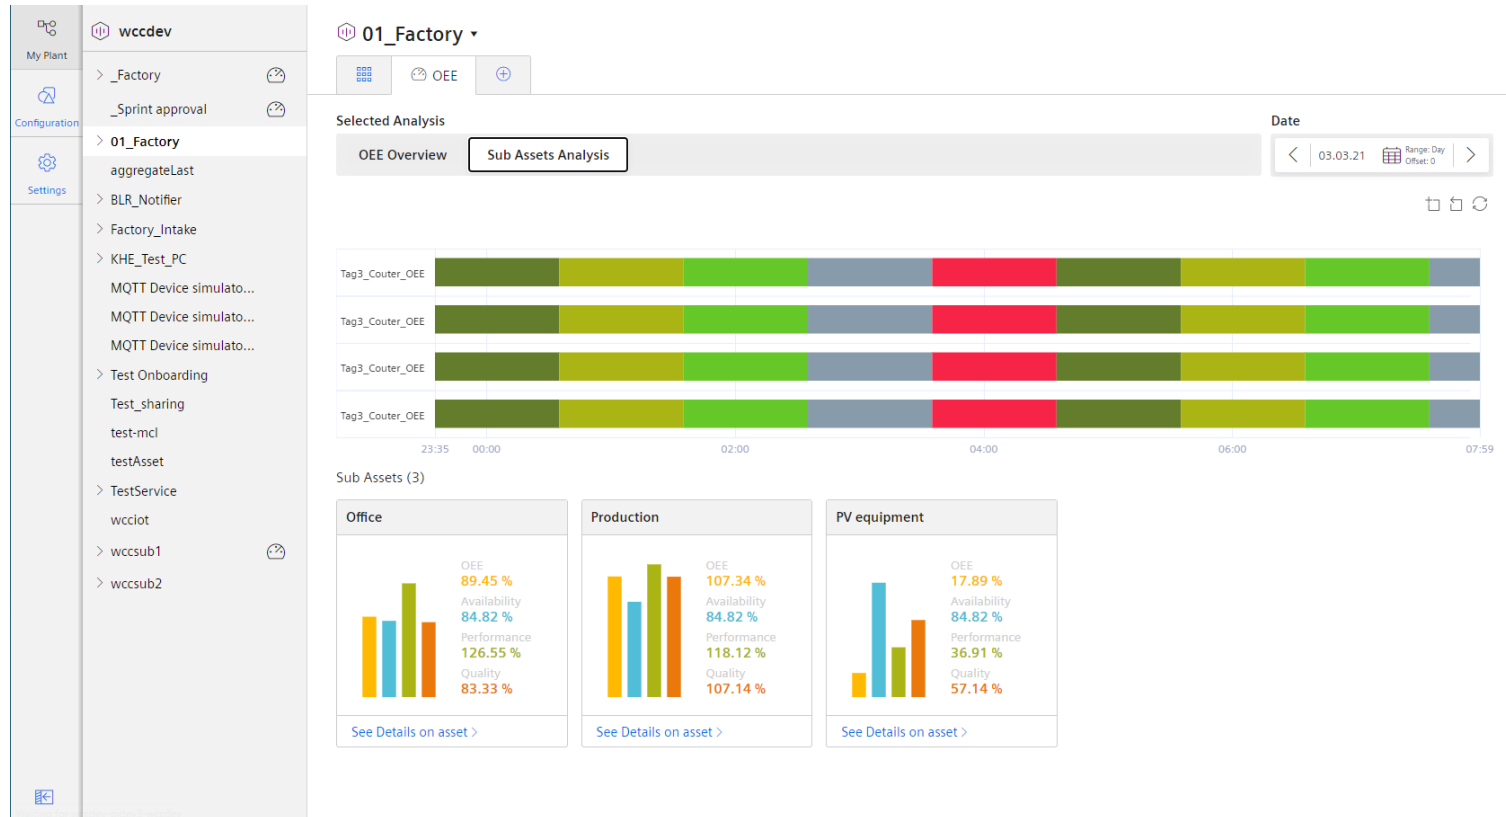 My Plant
Configuration
Settings
wccdev
_Factory
_Sprint approval
01_Factory
aggregateLast
BLR_Notifier
Factory_Intake
KHE_Test_PC
MQTT Device simulato...
MQTT Device simulato...
MQTT Device simulato...
Test Onboarding
Test_sharing
test-mcl
testAsset
TestService
wcciot
wccsub1
wccsub2
01_Factory
OEE
Selected Analysis
OEE Overview
Sub Assets Analysis
Date
03.03.21
Range: Day
Offset: 0
Tag3_Couter_OEE
Tag3_Couter_OEE
Tag3_Couter_OEE
Tag3_Couter_OEE
23:35 00:00 02:00 04:00 06:00 07:59
Sub Assets (3)
Office
OEE
89.45 %
Availability
84.82 %
Performance
126.55 %
Quality
83.33 %
See Details on asset
Production
OEE
107.34 %
Availability
84.82 %
Performance
118.12 %
Quality
107.14 %
See Details on asset
PV equipment
OEE
17.89 %
Availability
84.82 %
Performance
36.91 %
Quality
57.14 %
See Details on asset